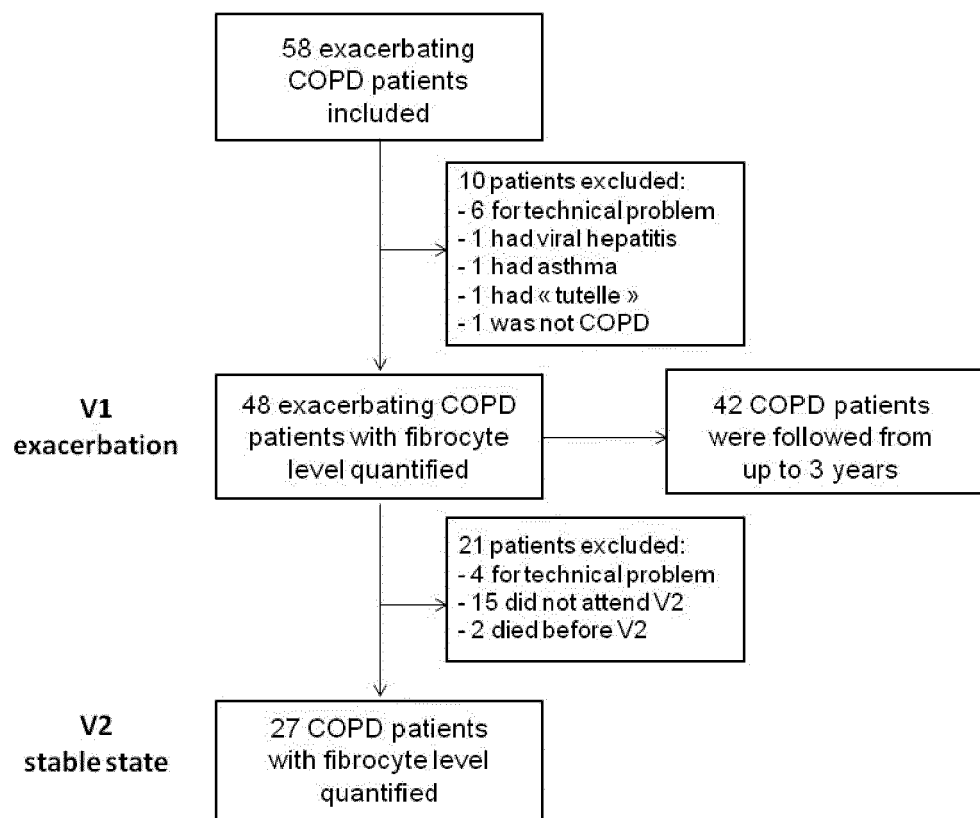 58 exacerbating
COPD patients
included
10 patients excluded:
- 6 for technical problem
- 1 had viral hepatitis
- 1 had asthma
- 1 had « tutelle »
- 1 was not COPD
V1
exacerbation
48 exacerbating COPD
patients with fibrocyte
level quantified
42 COPD patients
were followed from
up to 3 years
21 patients excluded:
- 4 for technical problem
- 15 did not attend V2
- 2 died before V2
V2
stable state
27 COPD patients
with fibrocyte level
quantified